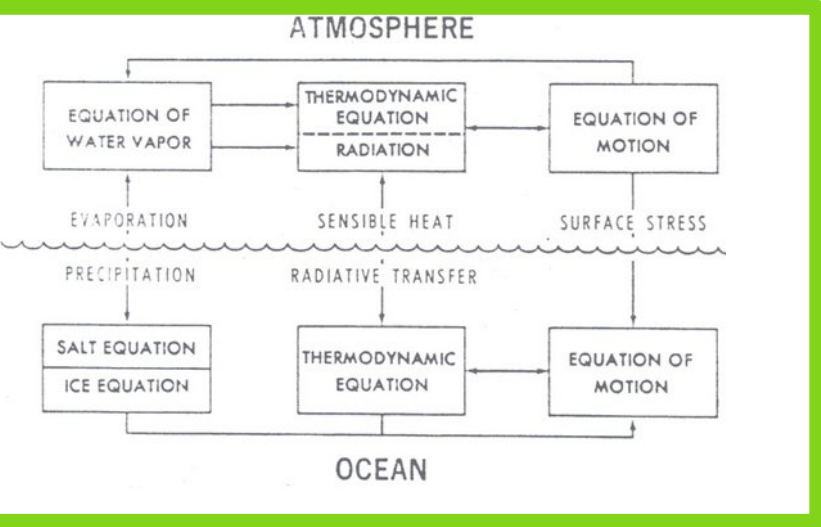 ATMOSPHERE
EQUATION OF
WATER VAPOR
THERMODYNAMIC
EQUATION
RADIATION
EQUATION OF
MOTION
EVAPORATION
SENSIBLE HEAT
SURFACE STRESS
PRECIPITATION
RADIATIVE TRANSFER
SALT EQUATION
ICE EQUATION
THERMODYNAMIC
EQUATION
EQUATION OF
MOTION
OCEAN